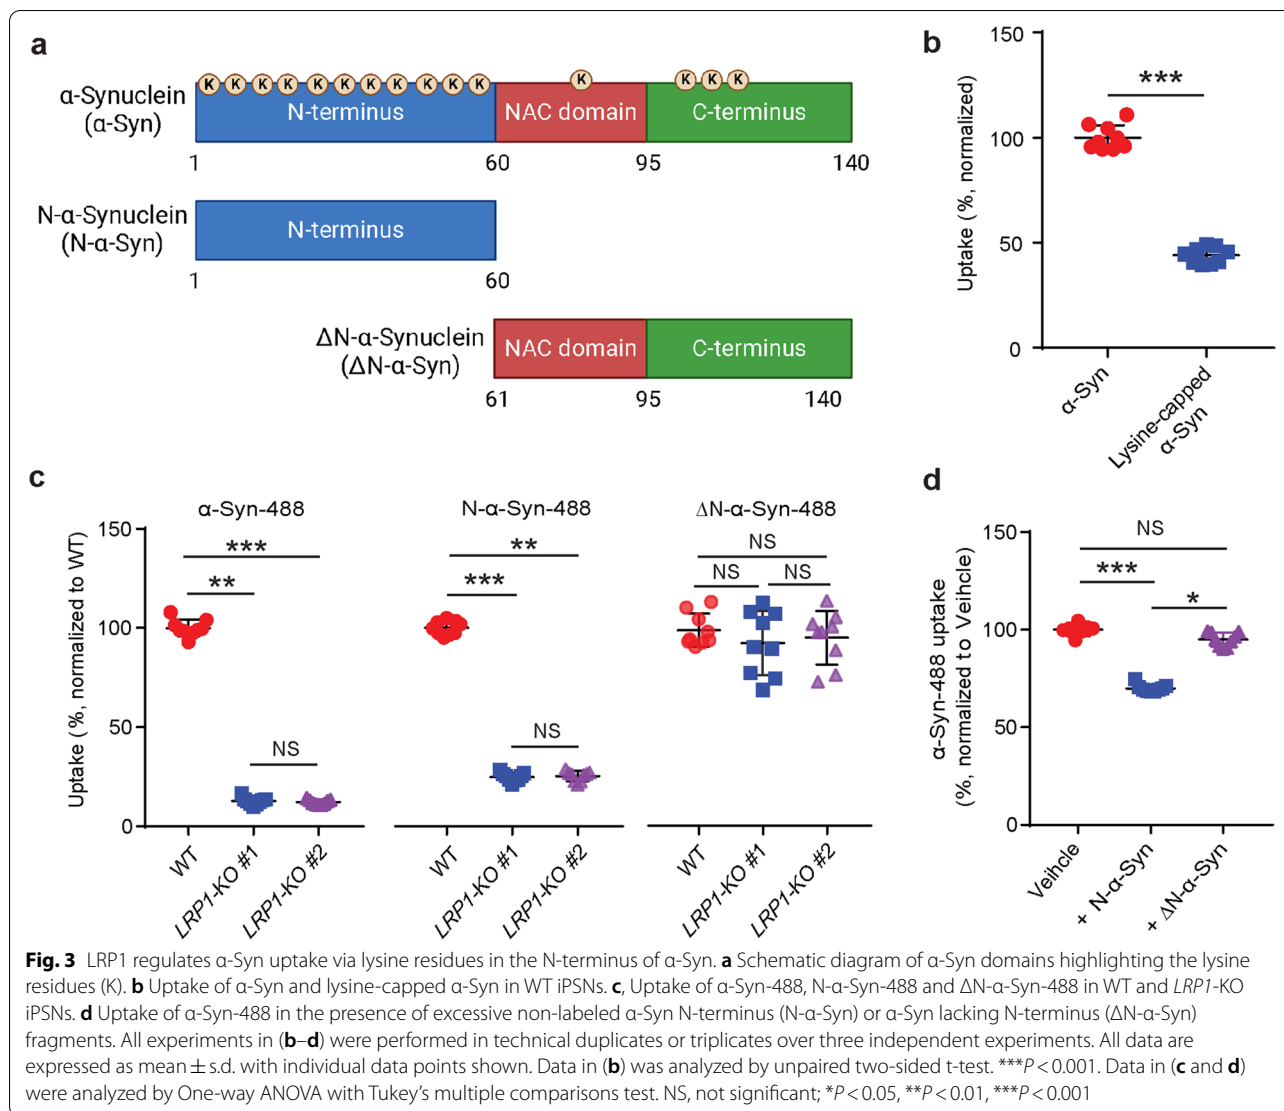 a
K K K K K K K K K K K K K K K
α-Synuclein
(α-Syn)
N-terminus NAC domain C-terminus
1 60 95 140
N-α-Synuclein
(N-α-Syn)
N-terminus
1 60
ΔN-α-Synuclein
(ΔN-α-Syn)
NAC domain C-terminus
61 95 140
b
Uptake (%, normalized)
150
100
50
0
***
α-Syn
Lysine-capped
α-Syn
c
Uptake (%, normalized to WT)
150
100
50
0
α-Syn-488
***
**
NS
WT
LRP1-KO #1
LRP1-KO #2
N-α-Syn-488
**
***
NS
WT
LRP1-KO #1
LRP1-KO #2
ΔN-α-Syn-488
NS
NS NS
WT
LRP1-KO #1
LRP1-KO #2
d
α-Syn-488 uptake
(%, normalized to Veihcle)
150
100
50
0
NS
***
*
Veihcle
+ N-α-Syn
+ ΔN-α-Syn
Fig. 3 LRP1 regulates α-Syn uptake via lysine residues in the N-terminus of α-Syn. a Schematic diagram of α-Syn domains highlighting the lysine
residues (K). b Uptake of α-Syn and lysine-capped α-Syn in WT iPSNs. c, Uptake of α-Syn-488, N-α-Syn-488 and ΔN-α-Syn-488 in WT and LRP1-KO
iPSNs. d Uptake of α-Syn-488 in the presence of excessive non-labeled α-Syn N-terminus (N-α-Syn) or α-Syn lacking N-terminus (ΔN-α-Syn)
fragments. All experiments in (b–d) were performed in technical duplicates or triplicates over three independent experiments. All data are
expressed as mean ± s.d. with individual data points shown. Data in (b) was analyzed by unpaired two-sided t-test. ***P < 0.001. Data in (c and d)
were analyzed by One-way ANOVA with Tukey's multiple comparisons test. NS, not significant; *P < 0.05, **P < 0.01, ***P < 0.001